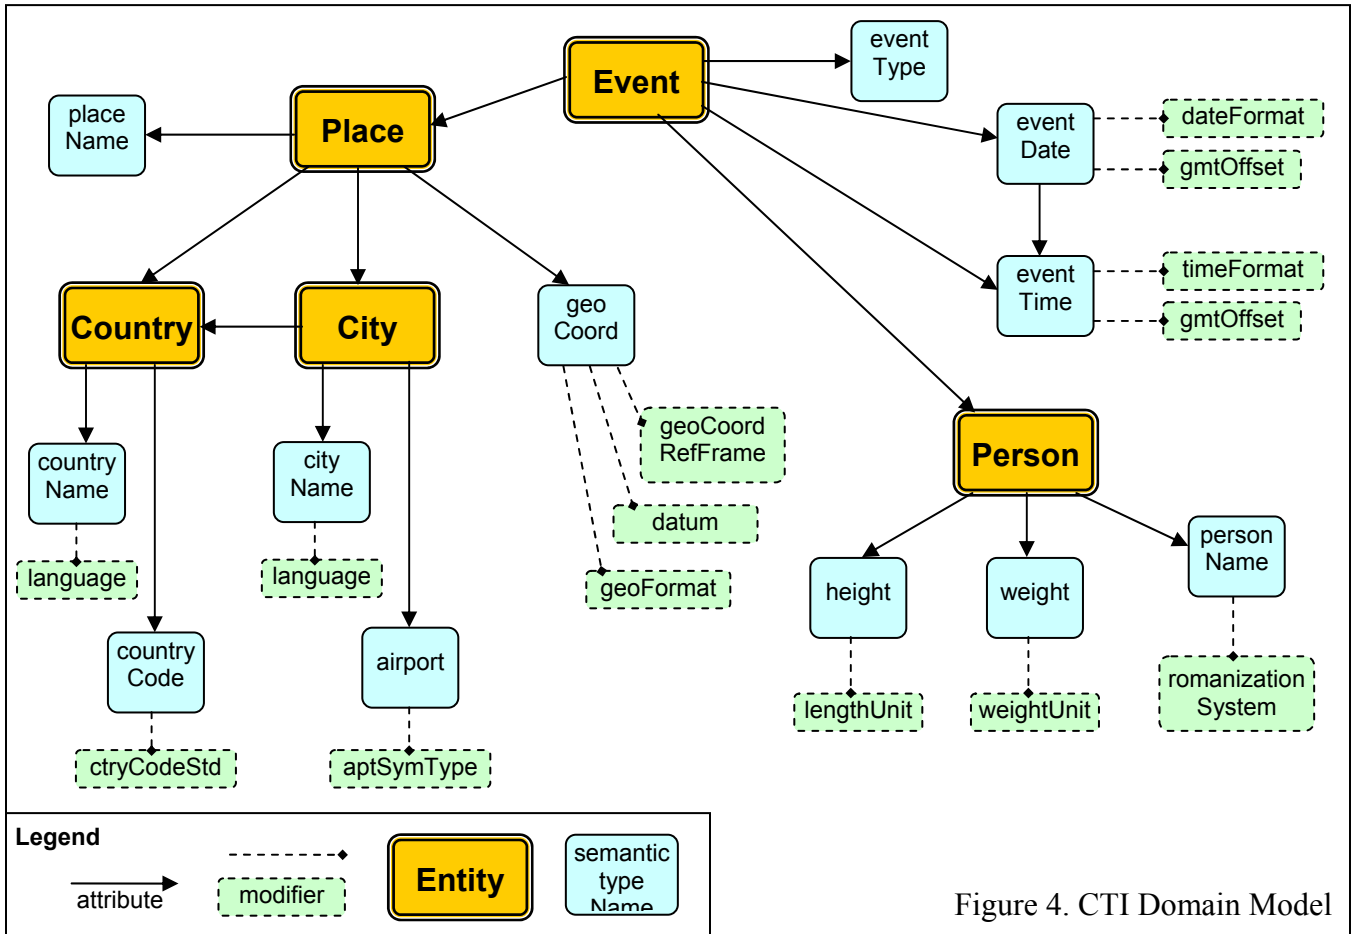 event
Type
Event
place
Name
Place
event
Date
dateFormat
gmtOffset
event
Time
timeFormat
gmtOffset
Country
City
geo
Coord
geoCoord
RefFrame
datum
geoFormat
Person
country
Name
language
city
Name
language
country
Code
ctryCodeStd
airport
aptSymType
height
lengthUnit
weight
weightUnit
person
Name
romanization
System
Legend
attribute
modifier
Entity
semantic
type
Name
Figure 4. CTI Domain Model